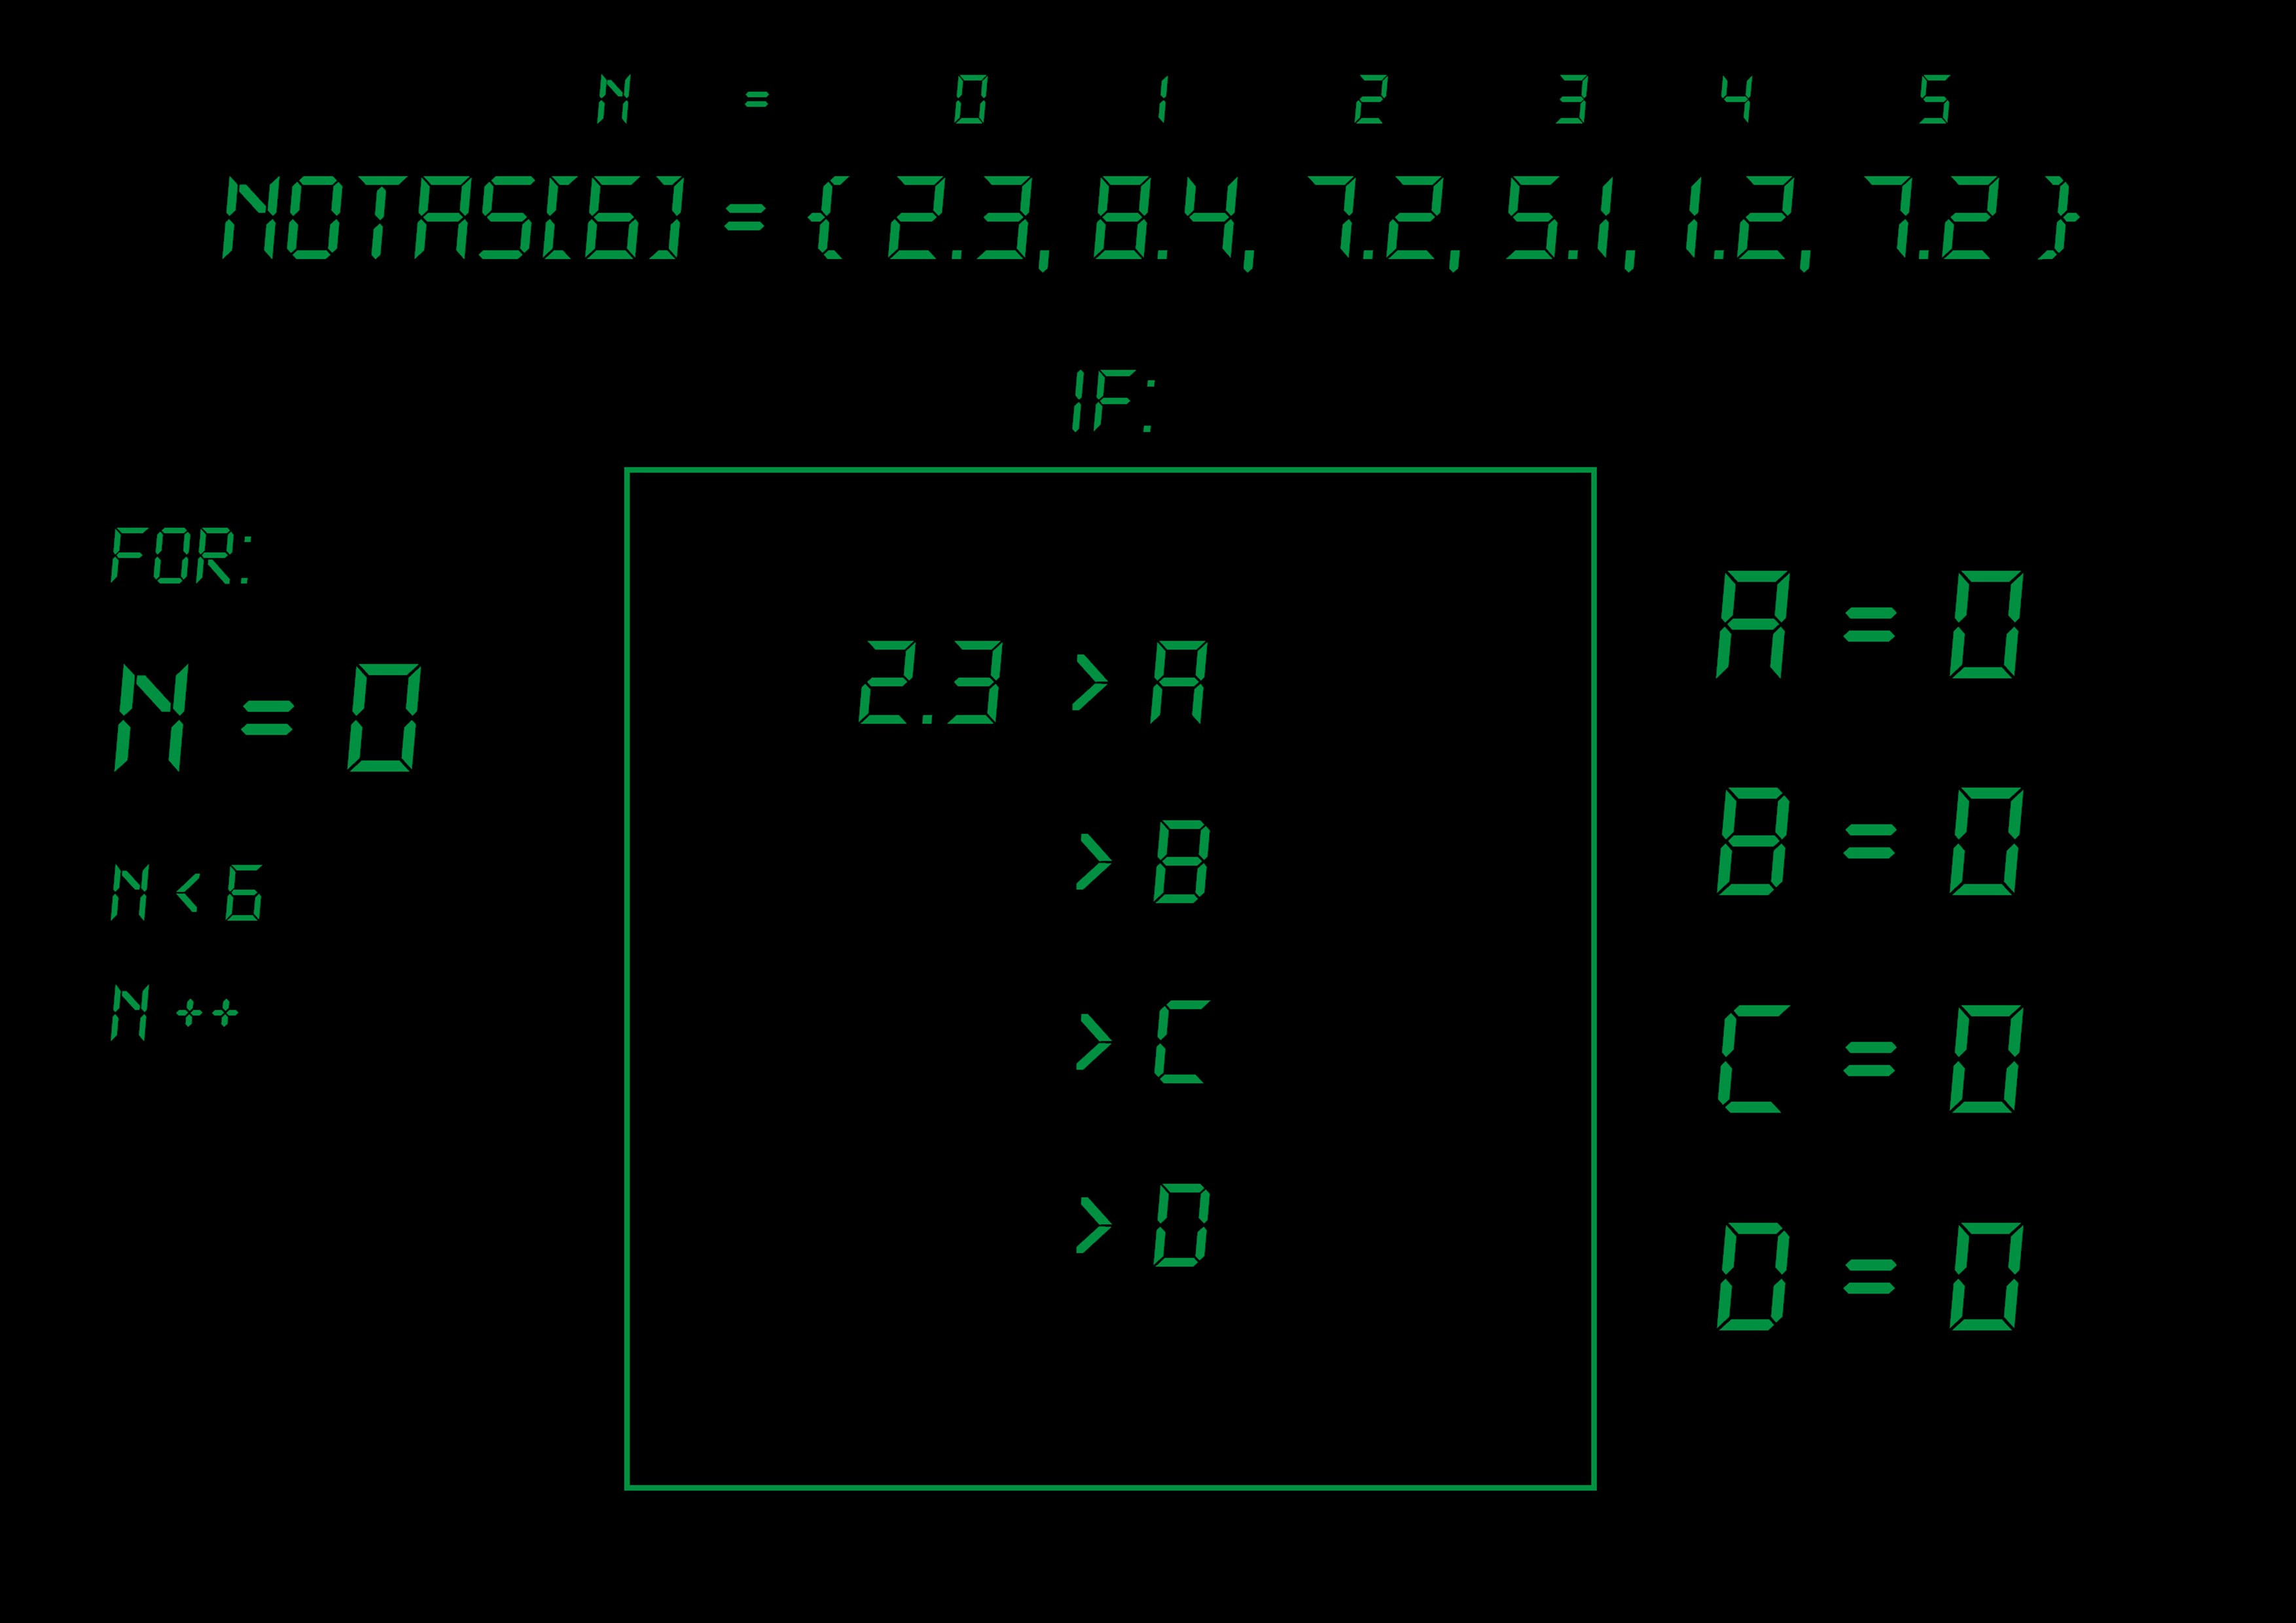 N = 0 1 2 3 4 5
NOTAS[6] = { 2.3, 8.4, 7.2, 5.1, 1.2, 7.2 }
IF:
FOR:
N = 0
N < 6
N ++
2.3 > A
> B
> C
> D
A = 0
B = 0
C = 0
D = 0